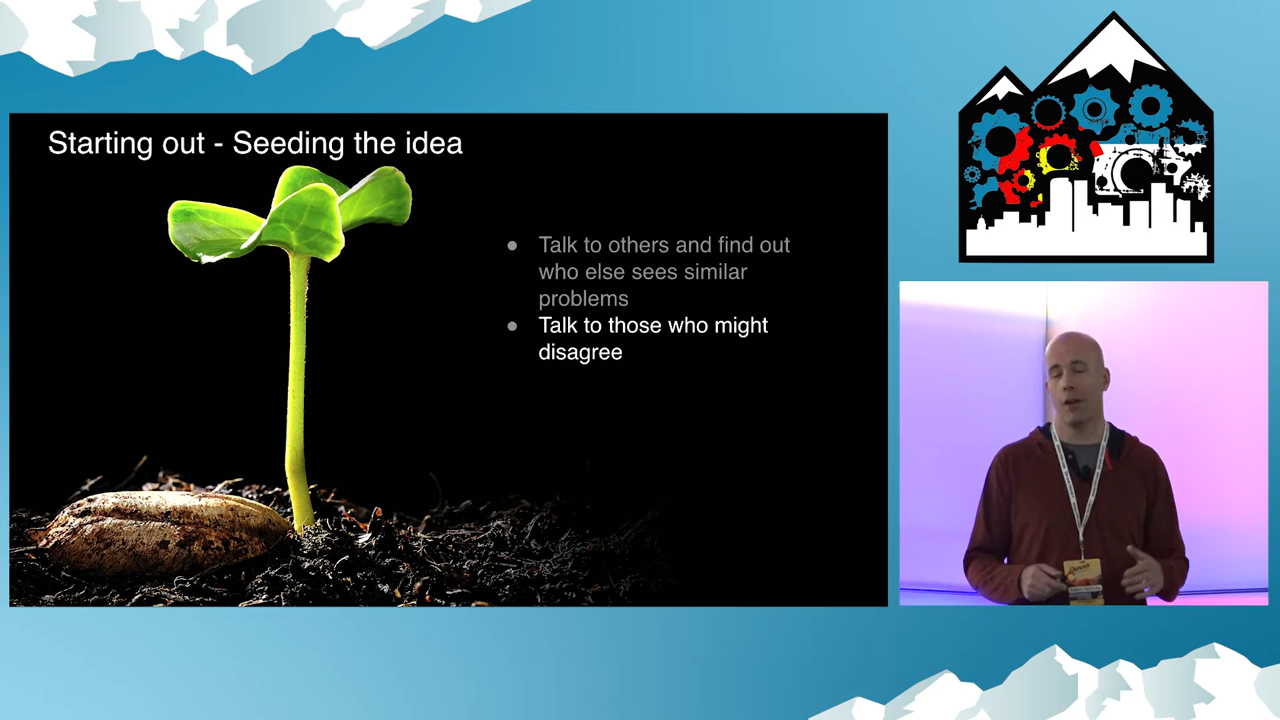 Starting out - Seeding the idea
● Talk to others and find out
who else sees similar
problems
● Talk to those who might
disagree